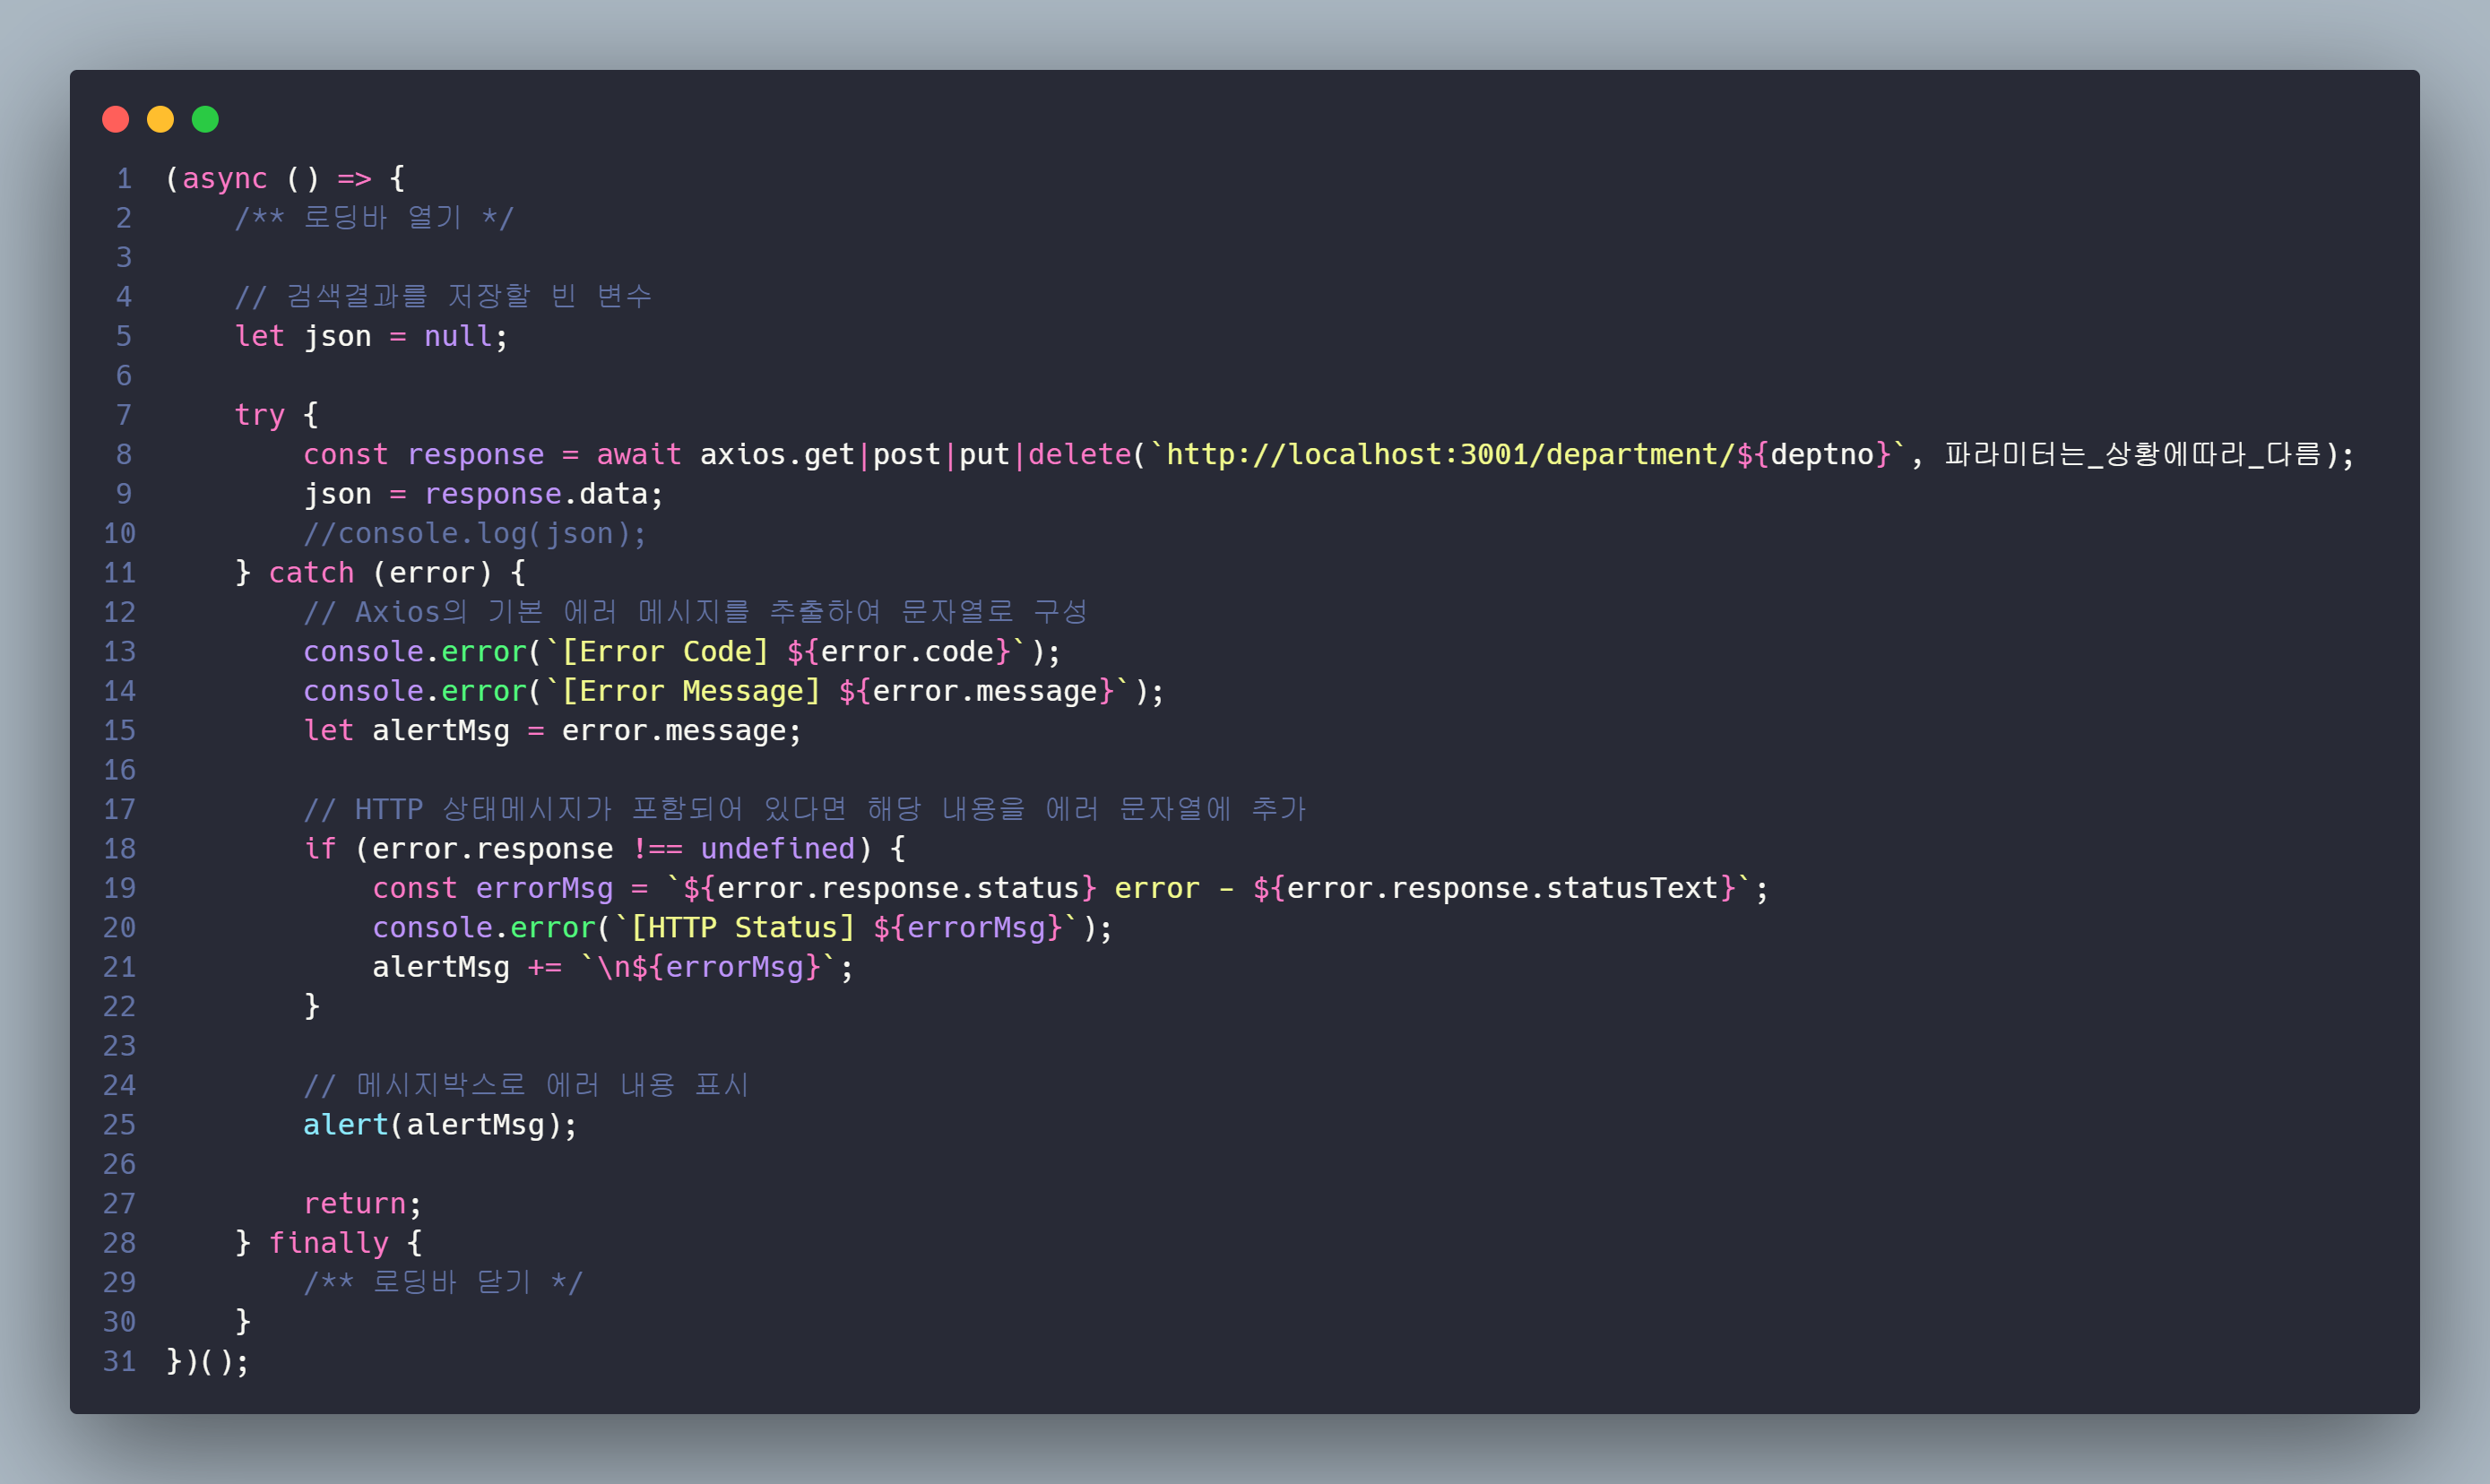 1 (async () => {
2     /** 로딩바 열기 */
3
4     // 검색결과를 저장할 빈 변수
5     let json = null;
6
7     try {
8         const response = await axios.get|post|put|delete(`http://localhost:3001/department/${deptno}`, 파라미터는_상황에따라_다름);
9         json = response.data;
10         //console.log(json);
11     } catch (error) {
12         // Axios의 기본 에러 메시지를 추출하여 문자열로 구성
13         console.error(`[Error Code] ${error.code}`);
14         console.error(`[Error Message] ${error.message}`);
15         let alertMsg = error.message;
16
17         // HTTP 상태메시지가 포함되어 있다면 해당 내용을 에러 문자열에 추가
18         if (error.response !== undefined) {
19             const errorMsg = `${error.response.status} error - ${error.response.statusText}`;
20             console.error(`[HTTP Status] ${errorMsg}`);
21             alertMsg += `\n${errorMsg}`;
22         }
23
24         // 메시지박스로 에러 내용 표시
25         alert(alertMsg);
26
27         return;
28     } finally {
29         /** 로딩바 닫기 */
30     }
31 })();